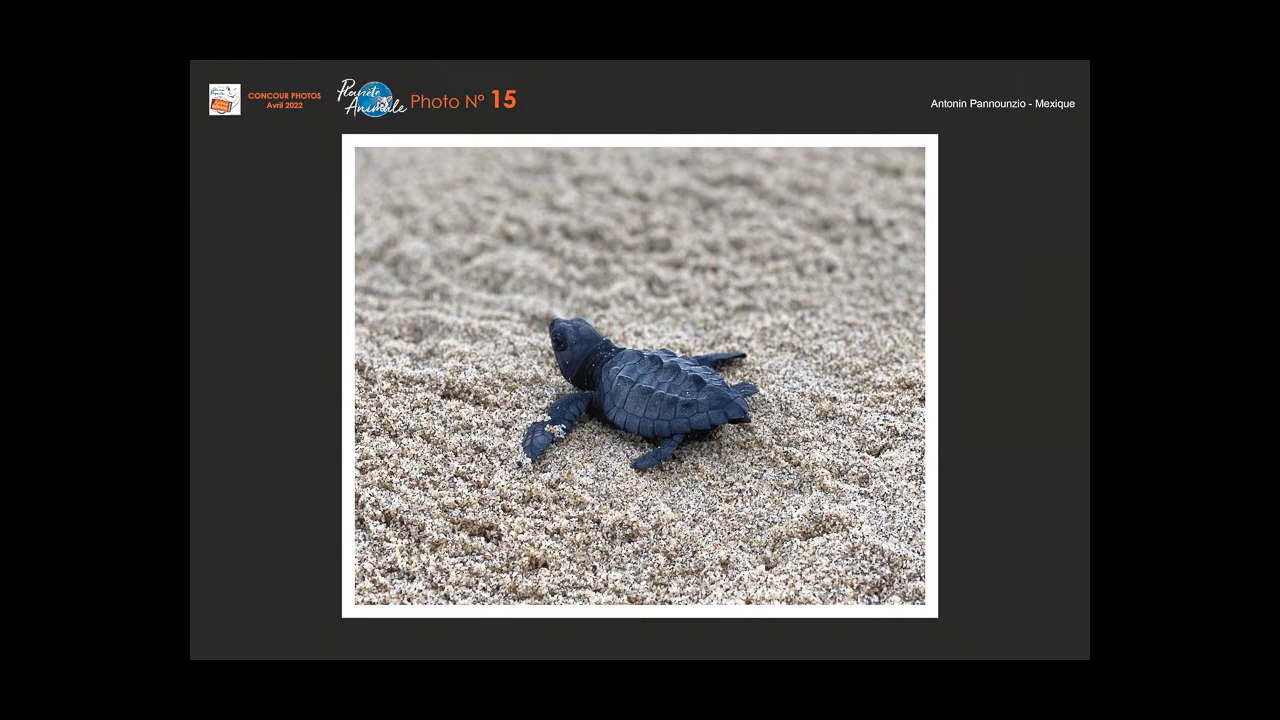 CONCOUR PHOTOS
Avril 2022
Planète
Animale
Photo N° 15
Antonin Pannounzio - Mexique